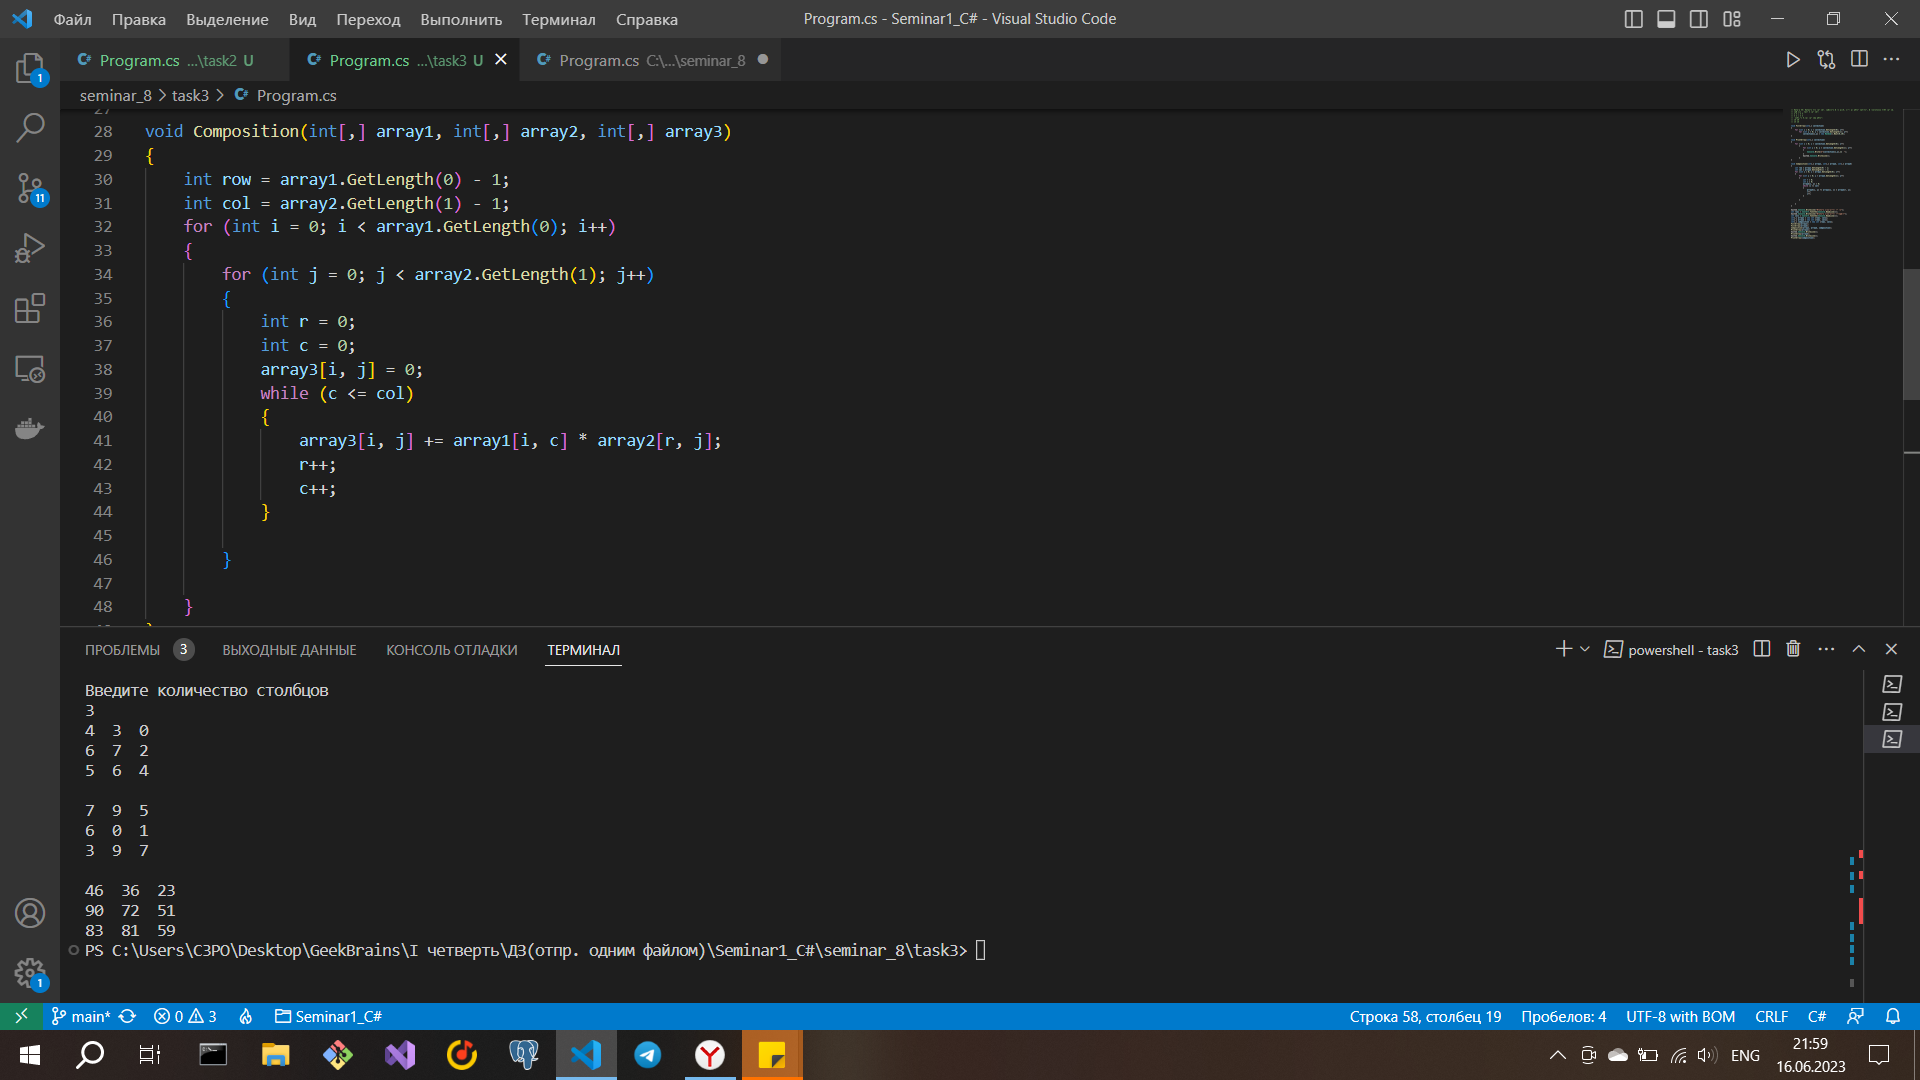 Файл Правка Выделение Вид Переход Выполнить Терминал Справка Program.cs - Seminar1_C# - Visual Studio Code
C# Program.cs ...\task2 U C# Program.cs ...\task3 U C# Program.cs C:\...\seminar_8
seminar_8 > task3 > C# Program.cs
27
28 void Composition(int[,] array1, int[,] array2, int[,] array3)
29 {
30 int row = array1.GetLength(0) - 1;
31 int col = array2.GetLength(1) - 1;
32 for (int i = 0; i < array1.GetLength(0); i++)
33 {
34 for (int j = 0; j < array2.GetLength(1); j++)
35 {
36 int r = 0;
37 int c = 0;
38 array3[i, j] = 0;
39 while (c <= col)
40 {
41 array3[i, j] += array1[i, c] * array2[r, j];
42 r++;
43 c++;
44 }
45
46 }
47
48 }
ПРОБЛЕМЫ 3 ВЫХОДНЫЕ ДАННЫЕ КОНСОЛЬ ОТЛАДКИ ТЕРМИНАЛ powershell - task3
Введите количество столбцов
3
4 3 0
6 7 2
5 6 4
7 9 5
6 0 1
3 9 7
46 36 23
90 72 51
83 81 59
PS C:\Users\C3PO\Desktop\GeekBrains\I четверть\ДЗ(отпр. одним файлом)\Seminar1_C#\seminar_8\task3>
1
11
1
main* 0 3 Seminar1_C# Строка 58, столбец 19 Пробелов: 4 UTF-8 with BOM CRLF C#
ENG
21:59
16.06.2023